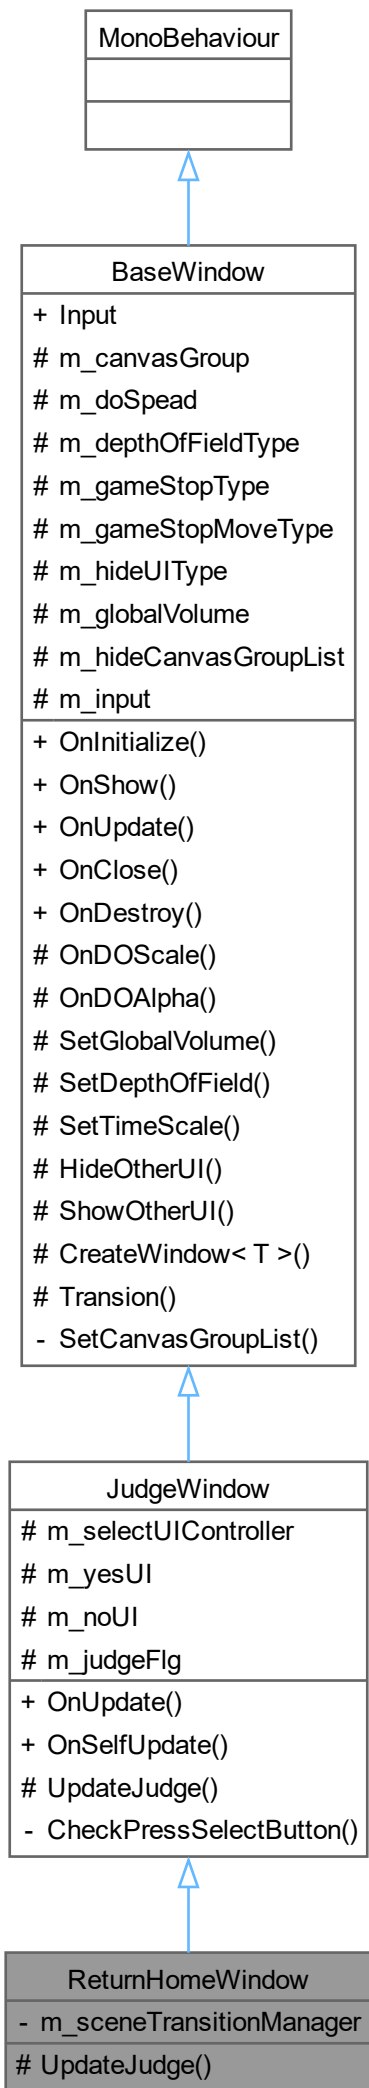 MonoBehaviour
BaseWindow
+ Input
# m_canvasGroup
# m_doSpead
# m_depthOfFieldType
# m_gameStopType
# m_gameStopMoveType
# m_hideUIType
# m_globalVolume
# m_hideCanvasGroupList
# m_input
+ OnInitialize()
+ OnShow()
+ OnUpdate()
+ OnClose()
+ OnDestroy()
# OnDOScale()
# OnDOAlpha()
# SetGlobalVolume()
# SetDepthOfField()
# SetTimeScale()
# HideOtherUI()
# ShowOtherUI()
# CreateWindow< T >()
# Transion()
- SetCanvasGroupList()
JudgeWindow
# m_selectUIController
# m_yesUI
# m_noUI
# m_judgeFlg
+ OnUpdate()
+ OnSelfUpdate()
# UpdateJudge()
- CheckPressSelectButton()
ReturnHomeWindow
- m_sceneTransitionManager
# UpdateJudge()